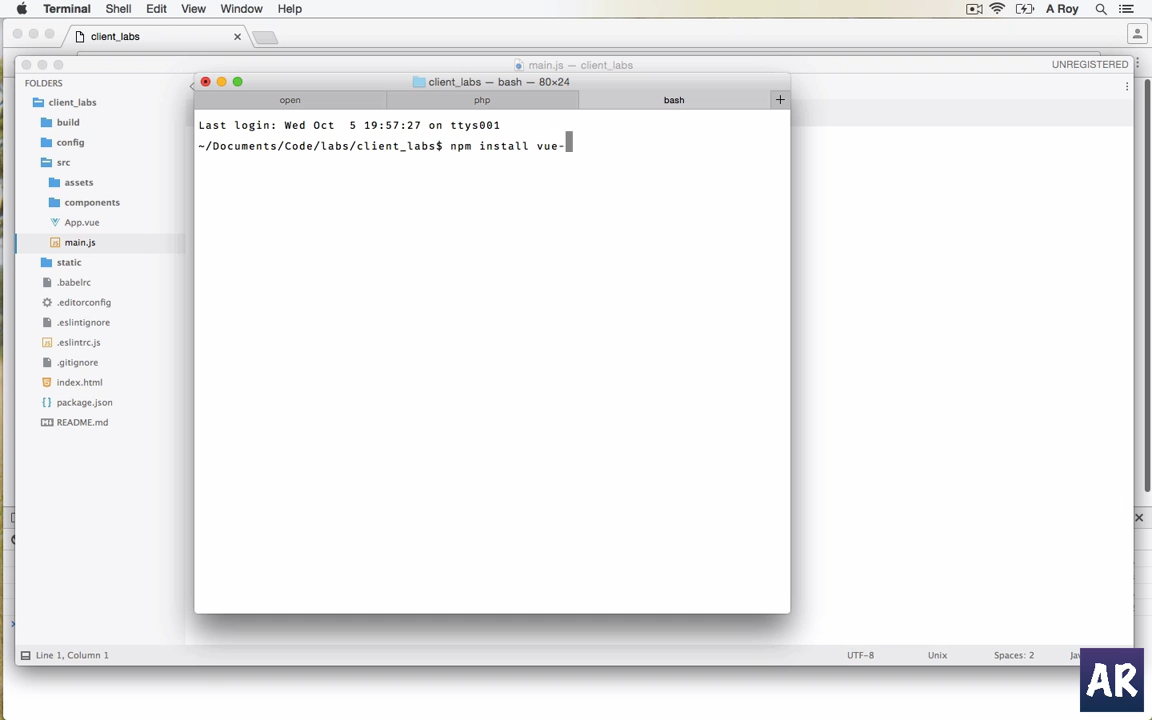 Terminal Shell Edit View Window Help A Roy
client_labs
main.js — client_labs UNREGISTERED
FOLDERS
client_labs
build
config
src
assets
components
App.vue
main.js
static
.babelrc
.editorconfig
.eslintignore
.eslintrc.js
.gitignore
index.html
package.json
README.md
client_labs — bash — 80×24
open php bash
Last login: Wed Oct  5 19:57:27 on ttys001
~/Documents/Code/labs/client_labs$ npm install vue-
Line 1, Column 1 UTF-8 Unix Spaces: 2
AR